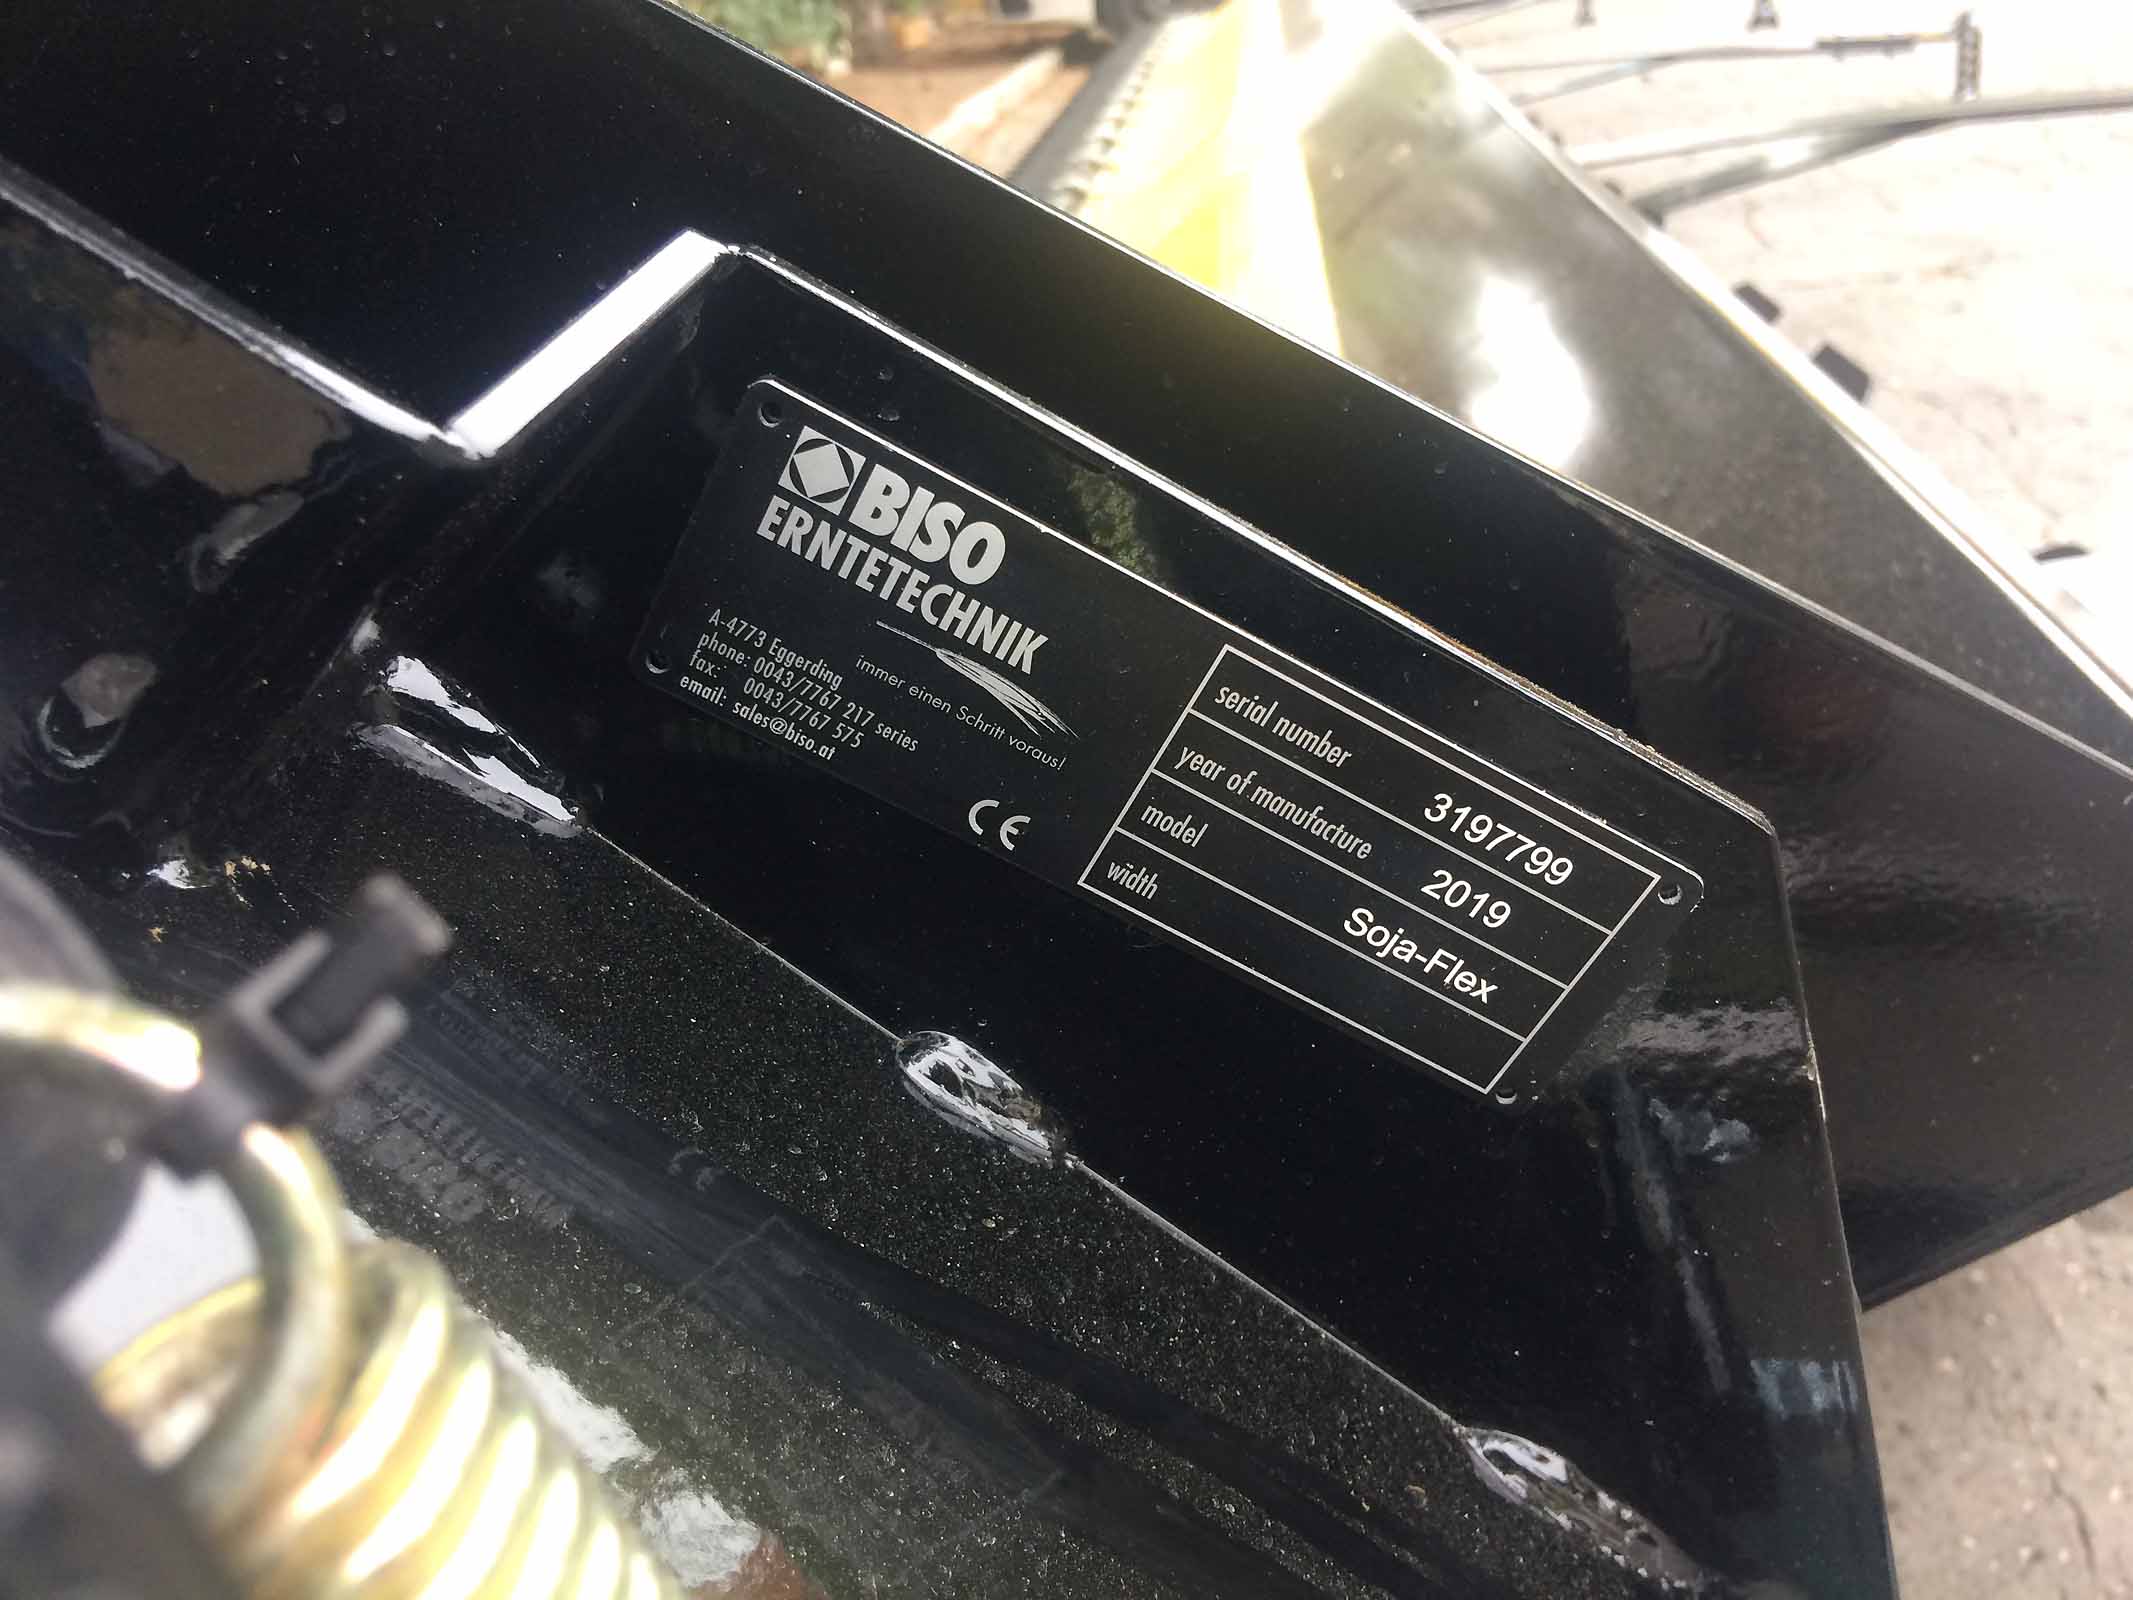 BISO
ERNTETECHNIK
immer einen Schritt voraus!
A-4773 Eggerding
phone: 0043/7767 217 series
fax: 0043/7767 575
email: sales@biso.at
CE
serial number 3197799
year of manufacture 2019
model Soja-Flex
width